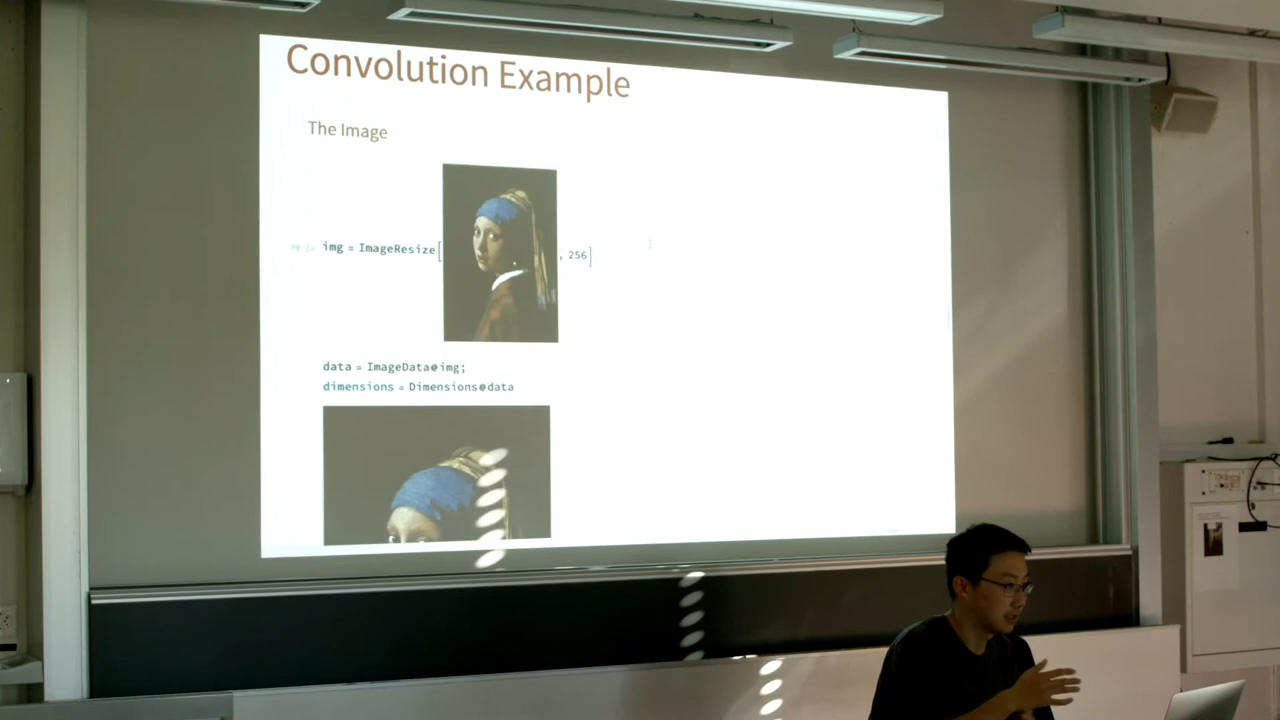 Convolution Example
The Image
img = ImageResize[ , 256]
data = ImageData@img;
dimensions = Dimensions@data